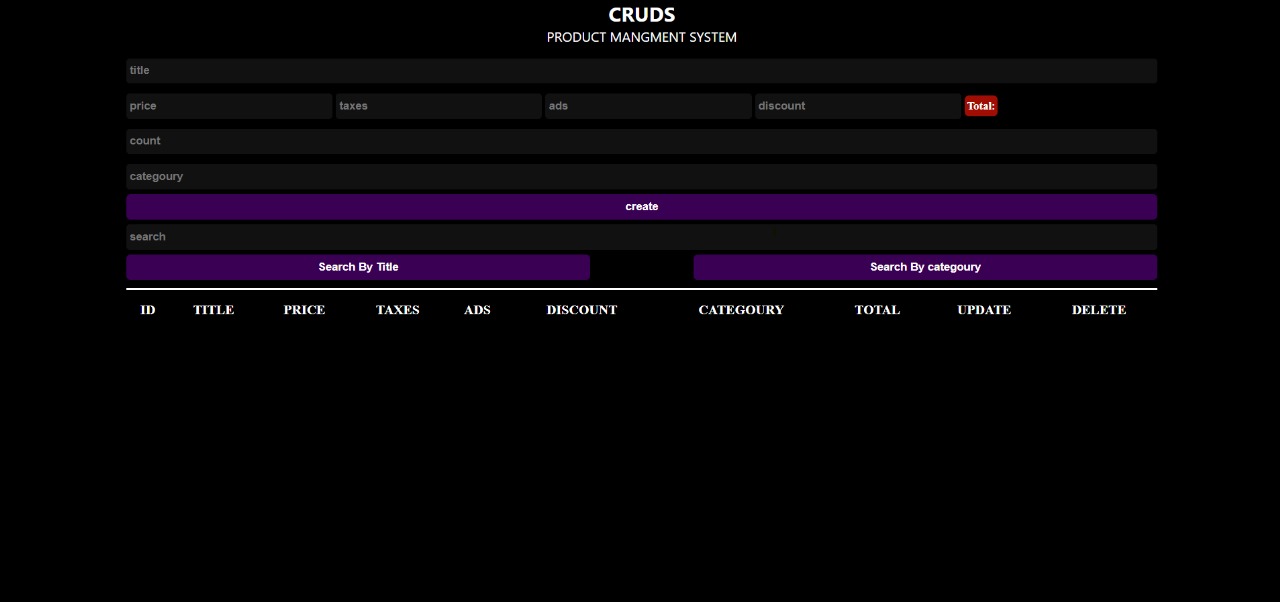 CRUDS
PRODUCT MANGMENT SYSTEM
title
price taxes ads discount Total:
count
categoury
create
search
Search By Title Search By categoury
ID TITLE PRICE TAXES ADS DISCOUNT CATEGOURY TOTAL UPDATE DELETE